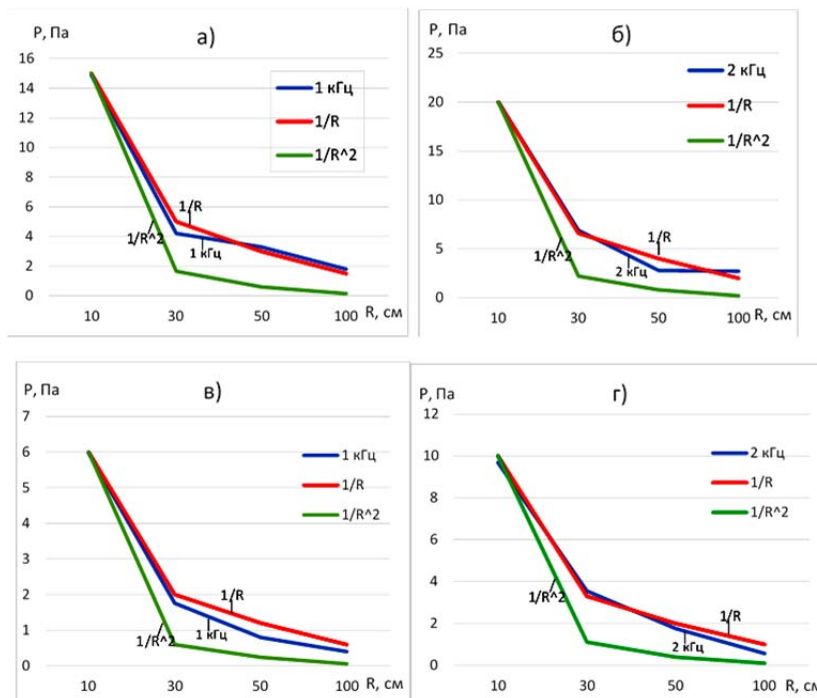 P, Па
а)
16
14
12
10
8
6
4
2
0
1 кГц
1/R
1/R^2
1/R
1/R^2
1 кГц
10 30 50 100 R, см
P, Па
б)
25
20
15
10
5
0
2 кГц
1/R
1/R^2
1/R
1/R^2
2 кГц
10 30 50 100 R, см
P, Па
в)
7
6
5
4
3
2
1
0
1 кГц
1/R
1/R^2
1/R
1/R^2
1 кГц
10 30 50 100 R, см
P, Па
г)
12
10
8
6
4
2
0
2 кГц
1/R
1/R^2
1/R^2
1/R
2 кГц
10 30 50 100 R, см